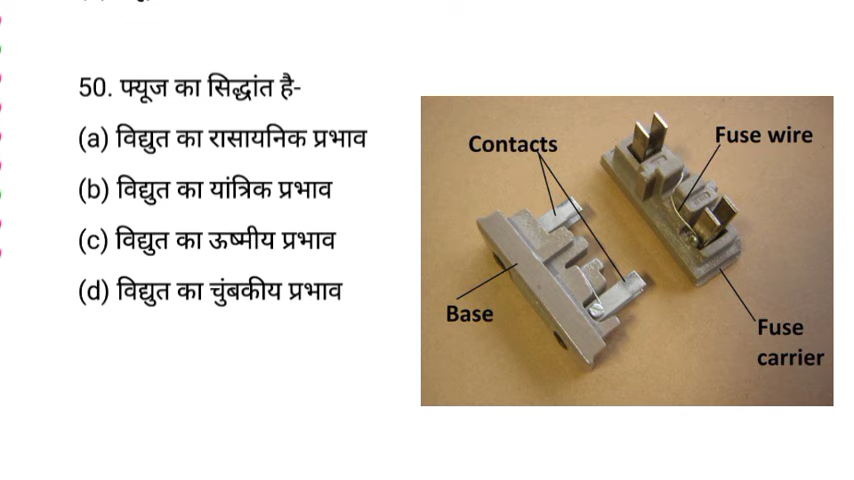 50. फ्यूज का सिद्धांत है-
(a) विद्युत का रासायनिक प्रभाव
(b) विद्युत का यांत्रिक प्रभाव
(c) विद्युत का ऊष्मीय प्रभाव
(d) विद्युत का चुंबकीय प्रभाव
Contacts
Fuse wire
Base
Fuse
carrier